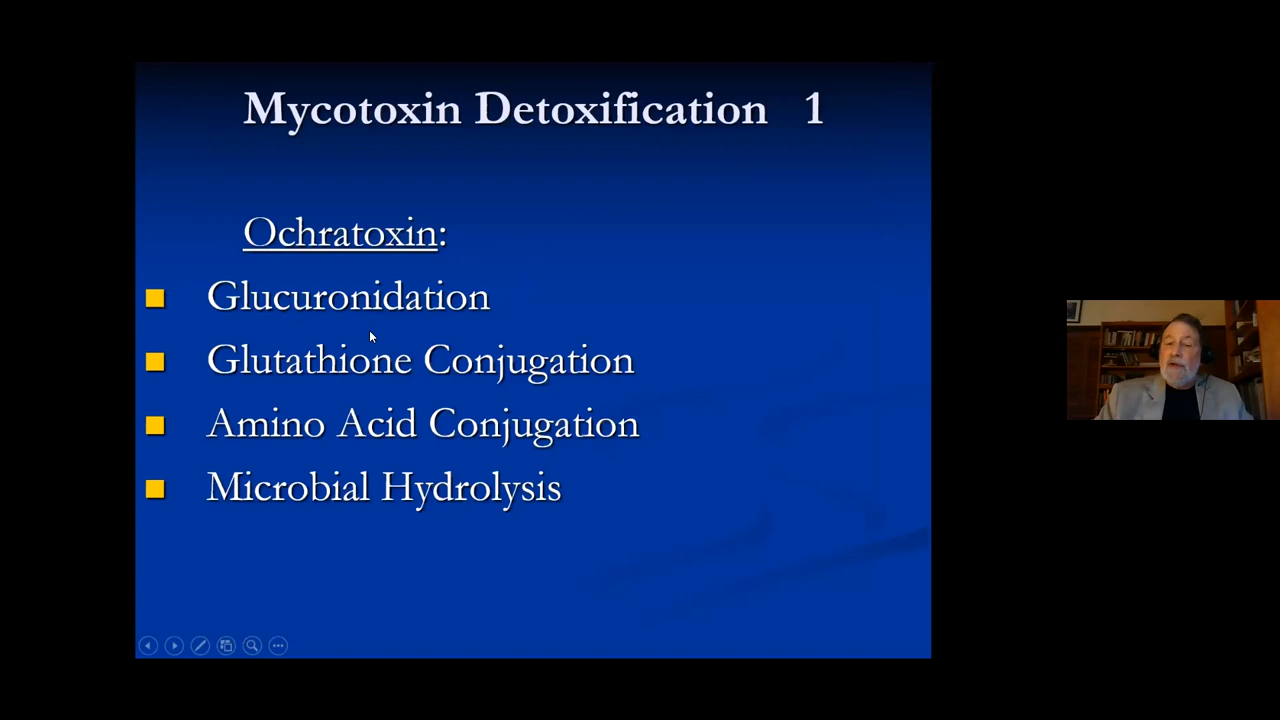 Mycotoxin Detoxification 1
Ochratoxin:
Glucuronidation
Glutathione Conjugation
Amino Acid Conjugation
Microbial Hydrolysis